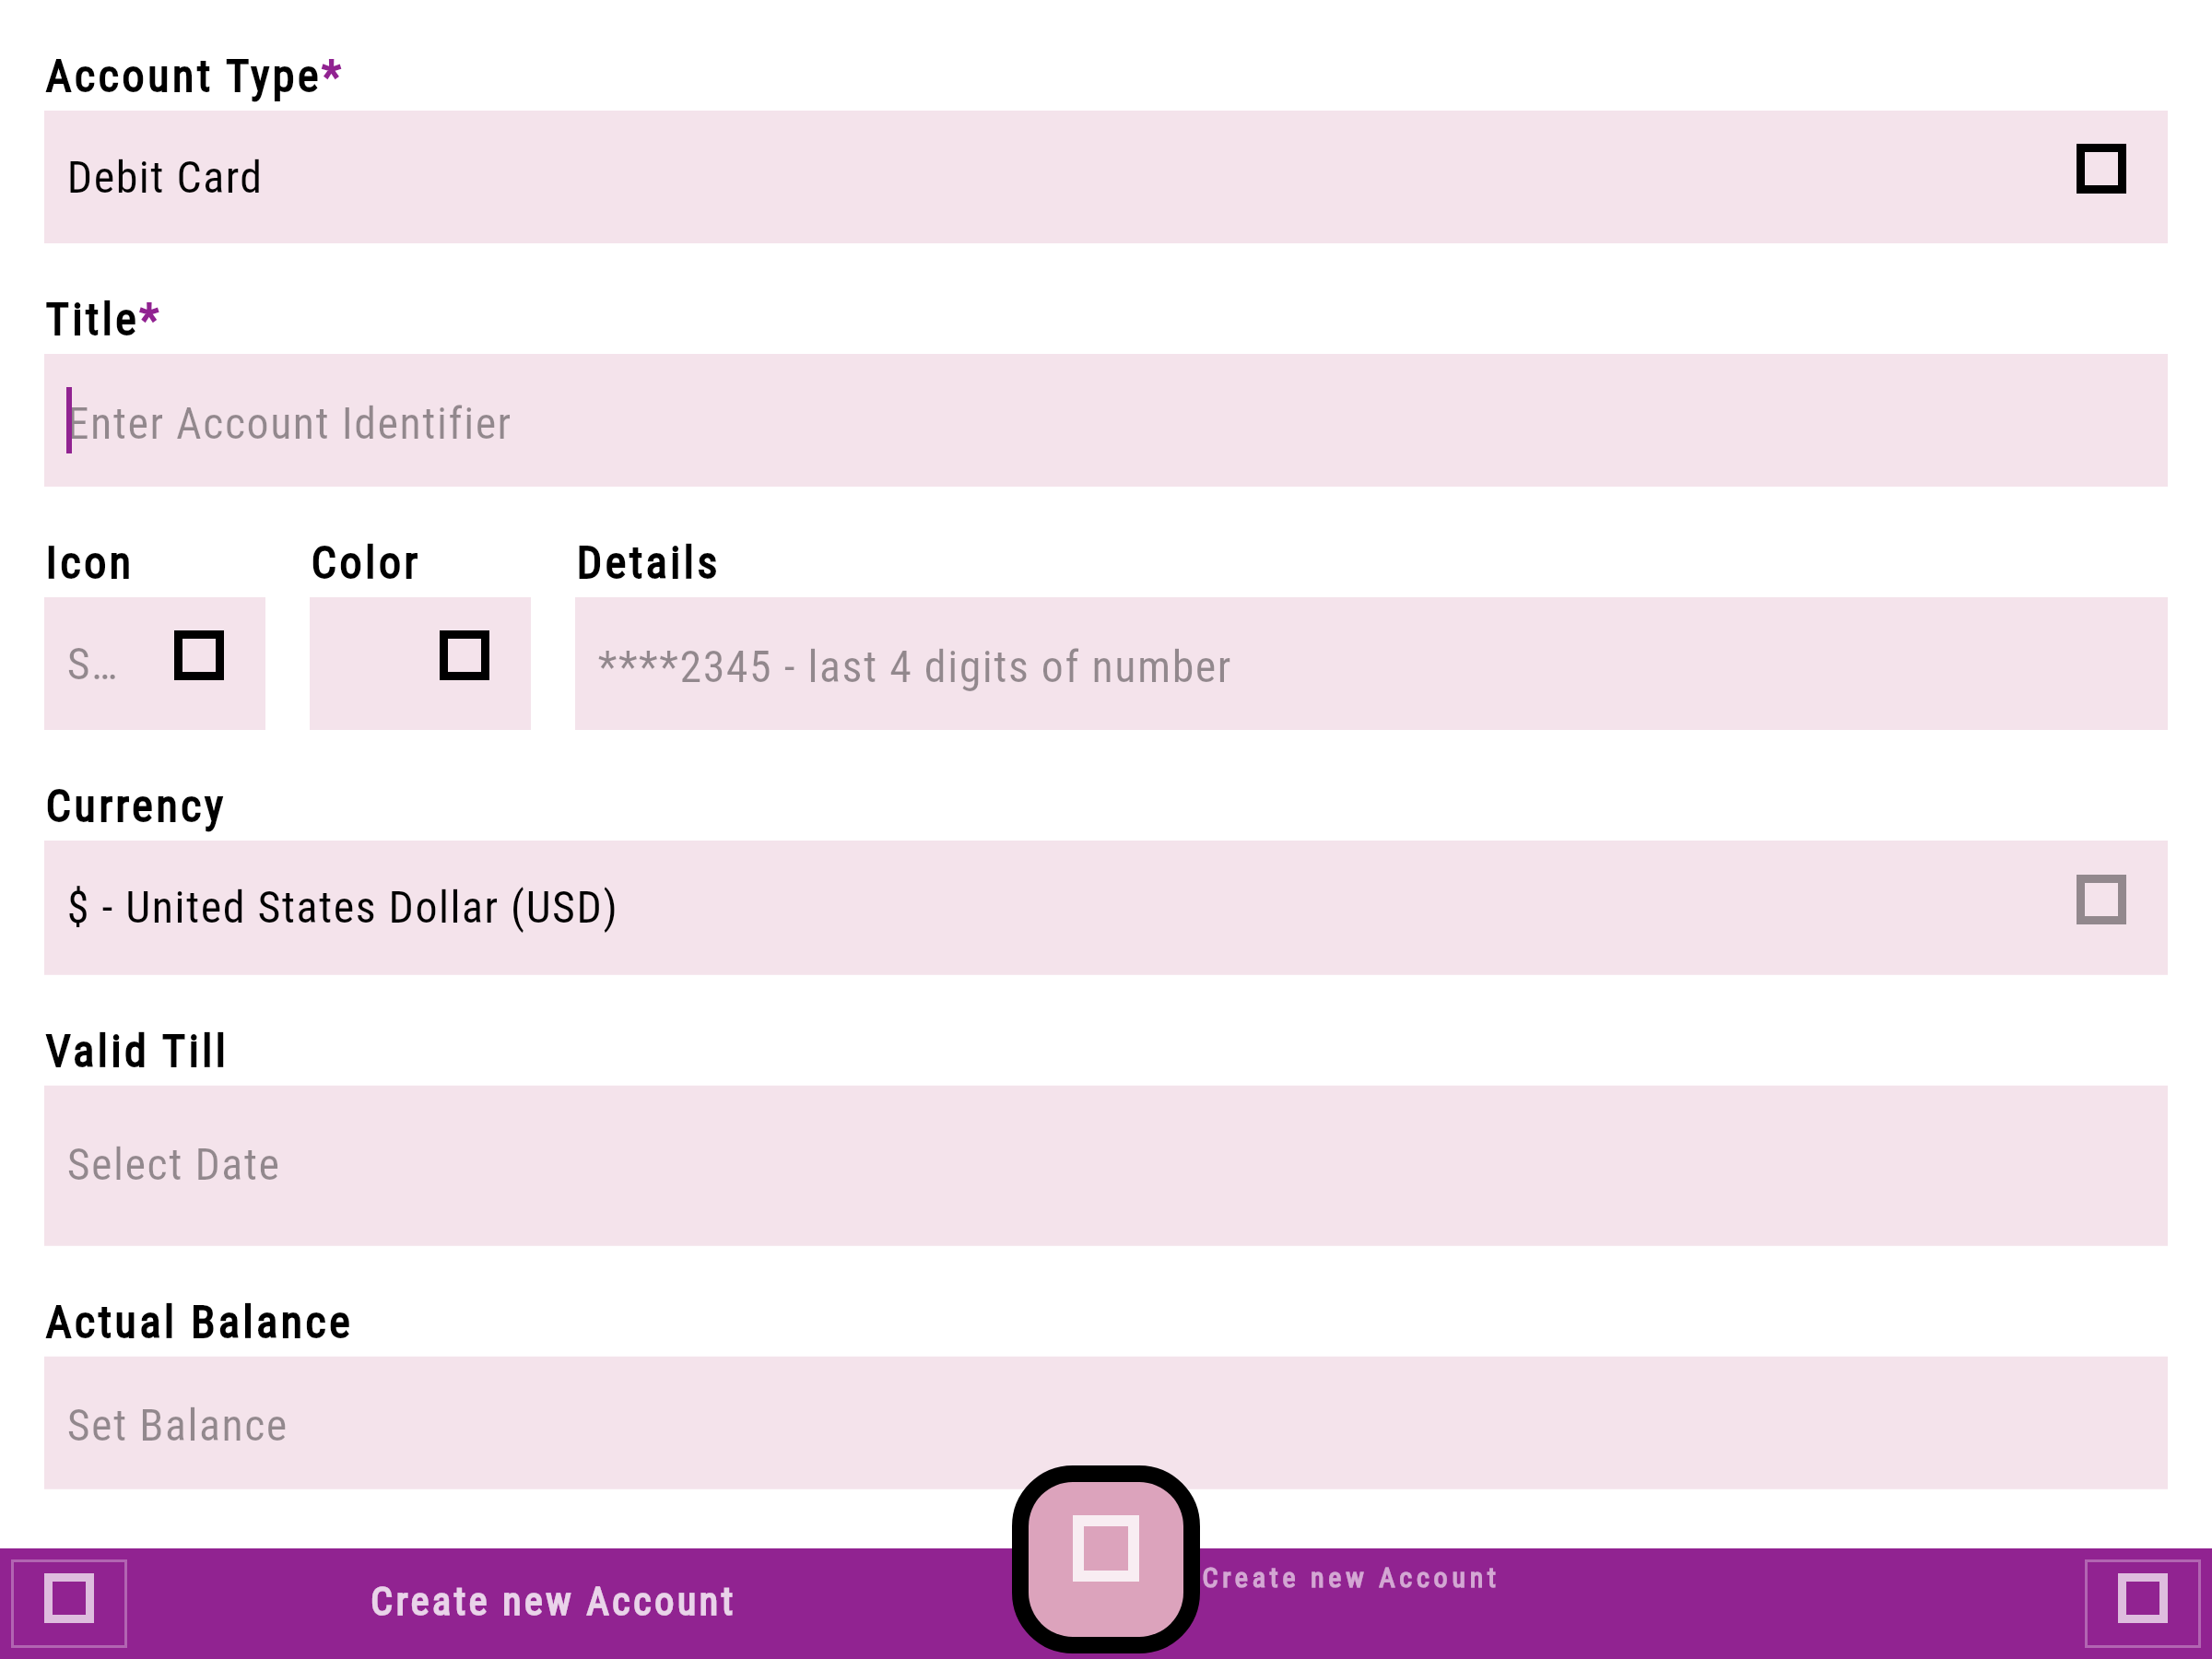 Account Type*
Debit Card
Title*
Enter Account Identifier
Icon Color Details
S… ****2345 - last 4 digits of number
Currency
$ - United States Dollar (USD)
Valid Till
Select Date
Actual Balance
Set Balance
Create new Account
Create new Account